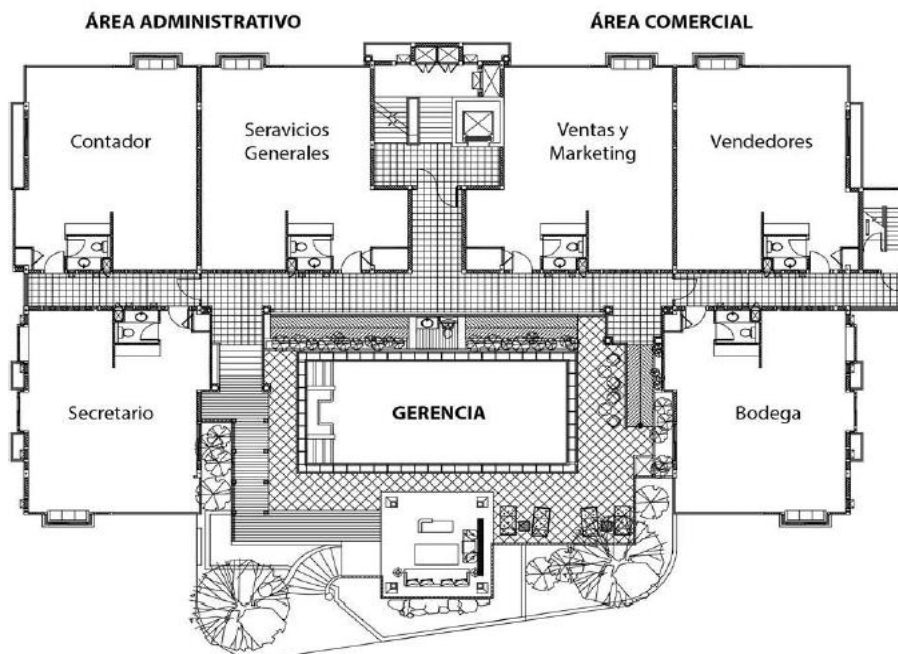 ÁREA ADMINISTRATIVO
ÁREA COMERCIAL
Contador
Seravicios
Generales
Ventas y
Marketing
Vendedores
Secretario
GERENCIA
Bodega